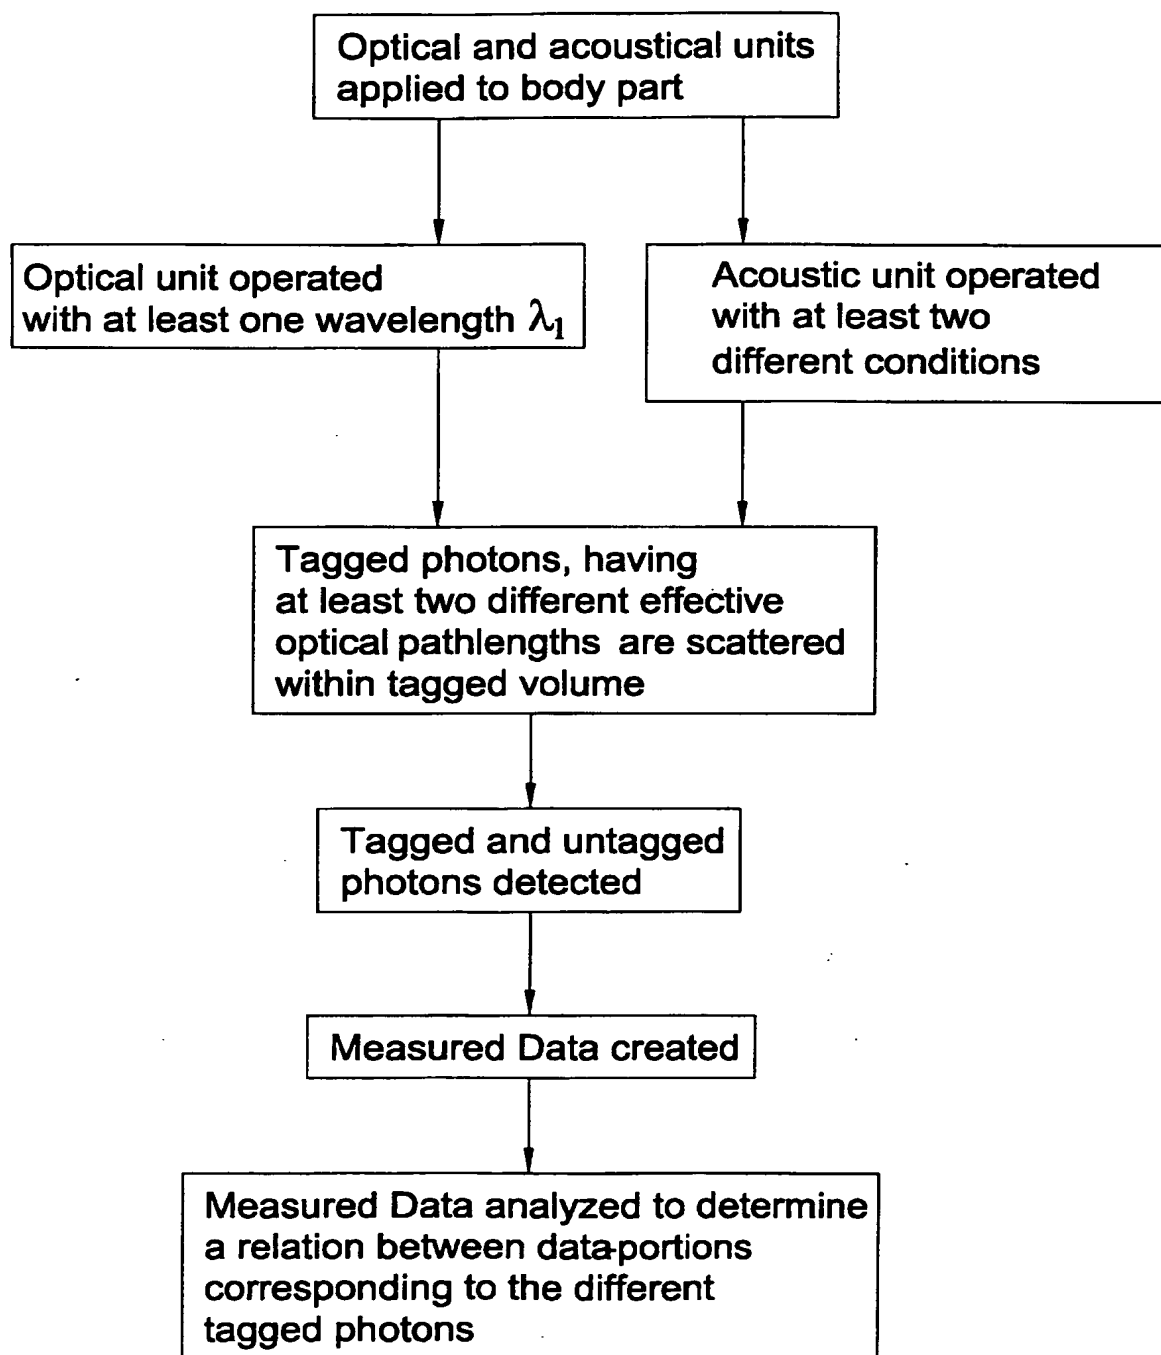 Optical and acoustical units
applied to body part
Optical unit operated
with at least one wavelength λ₁
Acoustic unit operated
with at least two
different conditions
Tagged photons, having
at least two different effective
optical pathlengths are scattered
within tagged volume
Tagged and untagged
photons detected
Measured Data created
Measured Data analyzed to determine
a relation between data-portions
corresponding to the different
tagged photons